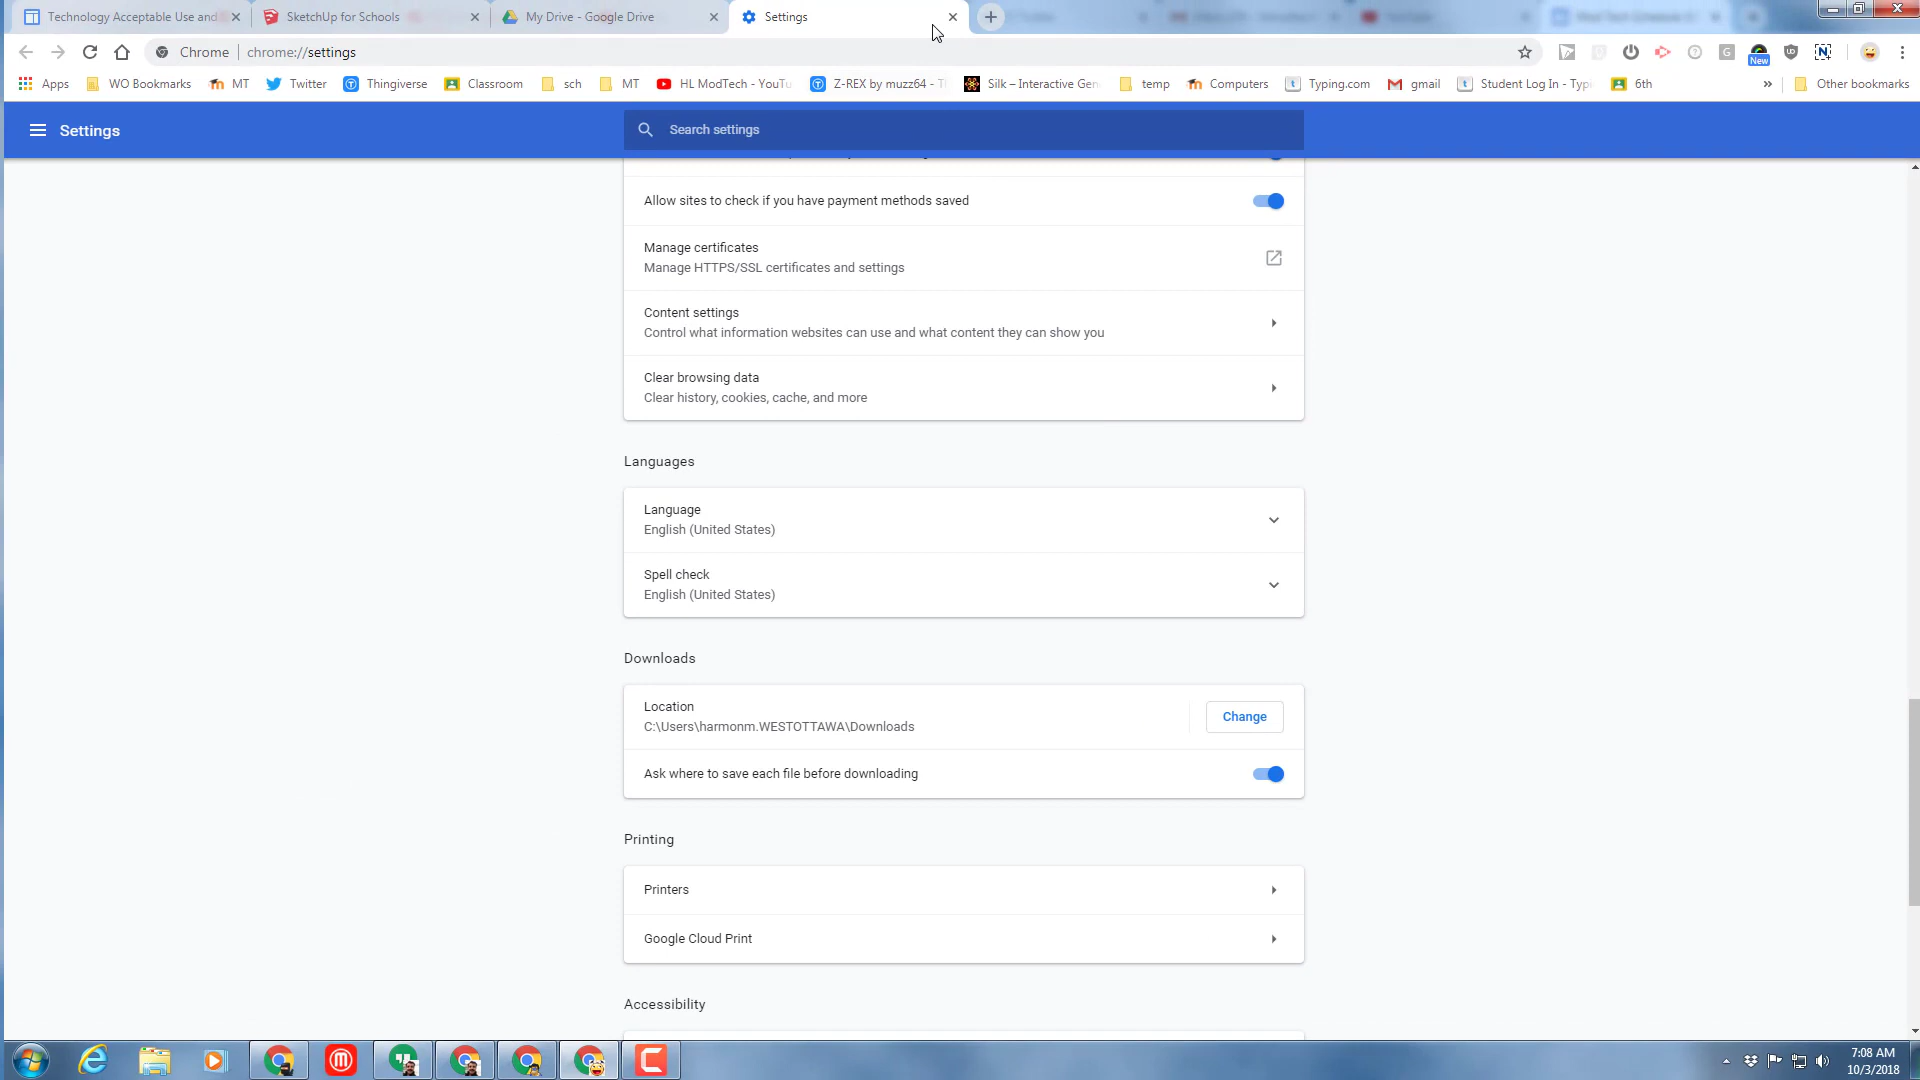 Technology Acceptable Use and
SketchUp for Schools
My Drive - Google Drive
Settings
Chrome
chrome://settings
New
Apps
WO Bookmarks
MT
Twitter
Thingiverse
Classroom
sch
MT
HL ModTech - YouTu
Z-REX by muzz64 - Th
Silk – Interactive Gen
temp
Computers
Typing.com
gmail
Student Log In - Typi
6th
»
Other bookmarks
Settings
Search settings
Allow sites to check if you have payment methods saved
Manage certificates
Manage HTTPS/SSL certificates and settings
Content settings
Control what information websites can use and what content they can show you
Clear browsing data
Clear history, cookies, cache, and more
Languages
Language
English (United States)
Spell check
English (United States)
Downloads
Location
C:\Users\harmonm.WESTOTTAWA\Downloads
Change
Ask where to save each file before downloading
Printing
Printers
Google Cloud Print
Accessibility
7:08 AM
10/3/2018